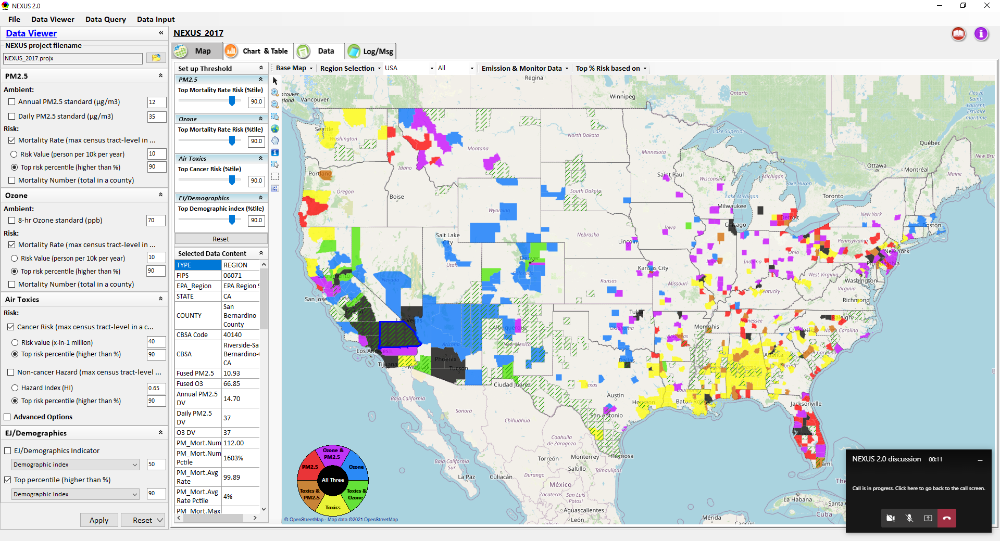 NEXUS 2.0
File Data Viewer Data Query Data Input
Data Viewer «
NEXUS project filename
NEXUS_2017.projx
PM2.5
Ambient:
Annual PM2.5 standard (µg/m3) 12
Daily PM2.5 standard (µg/m3) 35
Risk:
Mortality Rate (max census tract-level in ...
Risk Value (person per 10k per year) 10
Top risk percentile (higher than %) 90
Mortality Number (total in a county)
Ozone
Ambient:
8-hr Ozone standard (ppb) 70
Risk:
Mortality Rate (max census tract-level in ...
Risk Value (person per 10k per year) 10
Top risk percentile (higher than %) 90
Mortality Number (total in a county)
Air Toxics
Risk:
Cancer Risk (max census tract-level in a c...
Risk value (x-in-1 million) 40
Top risk percentile (higher than %) 90
Non-cancer Hazard (max census tract-level ...
Hazard Index (HI) 0.65
Top risk percentile (higher than %) 90
Advanced Options
EJ/Demographics
EJ/Demographics Indicator
Demographic index 50
Top percentile (higher than %)
Demographic index 90
Apply Reset
NEXUS_2017
Map Chart & Table Data Log/Msg
Set up Threshold
PM2.5
Top Mortality Rate Risk (%tile)
90.0
Ozone
Top Mortality Rate Risk (%tile)
90.0
Air Toxics
Top Cancer Risk (%tile)
90.0
EJ/Demographics
Top Demographic index (%tile)
90.0
Reset
Selected Data Content
TYPE REGION
FIPS 06071
EPA_Region EPA Region 9
STATE CA
COUNTY San Bernardino County
CBSA Code 40140
CBSA Riverside-Sa Bernardino- CA
Fused PM2.5 10.93
Fused O3 66.85
Annual PM2.5 DV 14.70
Daily PM2.5 DV 37
O3 DV 37
PM_Mort.Num 112.00
PM_Mort.Num Pctile 1603%
PM_Mort.Avg Rate 99.89
PM_Mort.Avg Rate Pctile 4%
PM_Mort.Max
Base Map Region Selection USA All Emission & Monitor Data Top % Risk based on
Regina
Winnipeg
Ontario
Fleuve Saint-Laurent, Estuaire maritime
Vancouver
Seattle
Washington
Montana
North Dakota
Minnesota
Lake Superior
Québec
New Bru
Ottawa
Montréal
Maine
Portland
Idaho
Saint Paul
Wisconsin
Michigan
Lake Huron
Oregon
Boise
South Dakota
Lake Michigan
Toronto
Wyoming
Milwaukee
Detroit
New York
Boston
Chicago
Iowa
Salt Lake City
Nebraska
Lincoln
Pennsylvania
New York
Utah
Denver
Colorado
Illinois
Indiana
Ohio
Philadelphia
Sacramento
Nevada
Kansas City
Kansas
Missouri
West Virginia
Washington
Kentucky
Virginia
San Jose
Richmond
Fresno
Las Vegas
Tulsa
Raleigh
Albuquerque
Oklahoma
Memphis
Tennessee
Charlotte
North Carolina
Arizona
New Mexico
Arkansas
Los Angeles
Phoenix
Dallas
Atlanta
South Carolina
Tijuana
Mexicali
Tucson
Ciudad Juárez
Texas
Louisiana
Baja California
Austin
Houston
Baton Rouge
Jacksonville
Sonora
San Antonio
Chihuahua
Coahuila de Zaragoza
Reynosa
Miami
Torreón
Monterrey
Saltillo
Tamaulipas
Baja California Sur
La Paz
Culiacán
Durango
México
Zacatecas
San Luis Potosí
Aguascalientes
León
Jalisco
Mérida
Cancún
La Habana
Santa
Cuba
The
Ozone & PM2.5
PM2.5
Ozone
All Three
Toxics & PM2.5
Toxics & Ozone
Toxics
© OpenStreetMap - Map data ©2021 OpenStreetMap
NEXUS 2.0 discussion 00:11
Call is in progress. Click here to go back to the call screen.